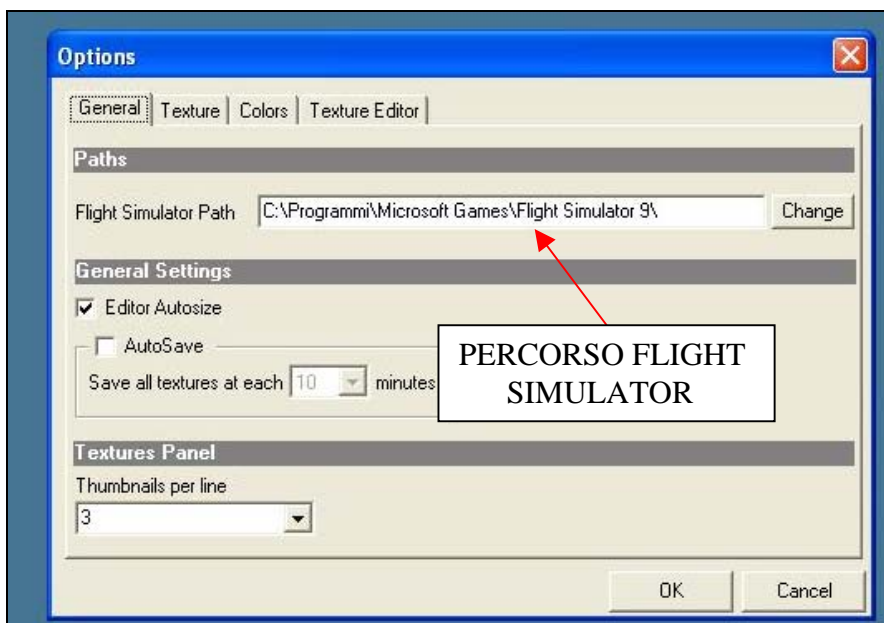 Options
General Texture Colors Texture Editor
Paths
Flight Simulator Path C:\Programmi\Microsoft Games\Flight Simulator 9\ Change
General Settings
Editor Autosize
AutoSave
Save all textures at each 10 minutes
PERCORSO FLIGHT
SIMULATOR
Textures Panel
Thumbnails per line
3
OK Cancel